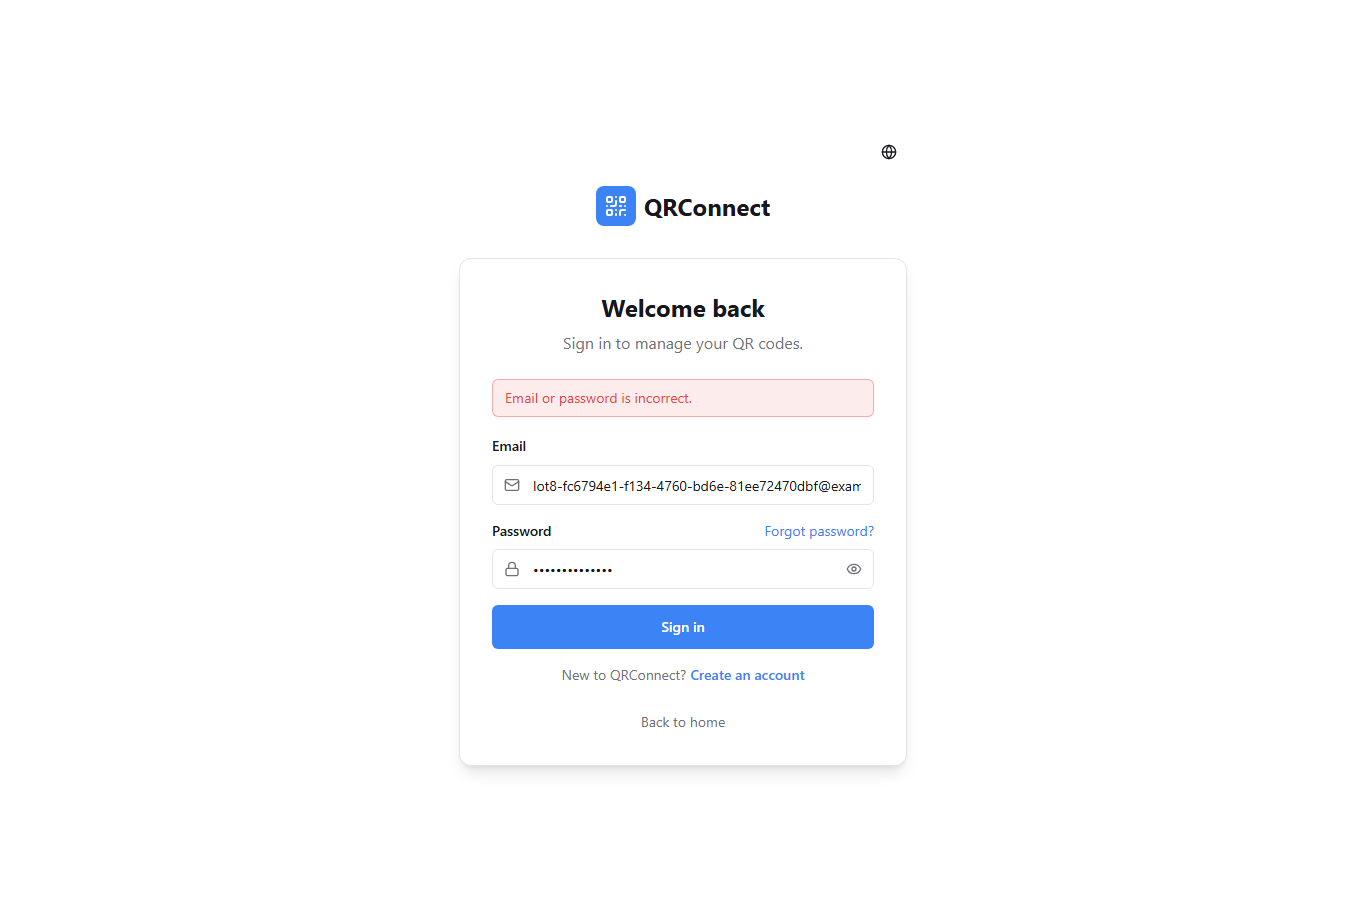 QRConnect
Welcome back
Sign in to manage your QR codes.
Email or password is incorrect.
Email
lot8-fc6794e1-f134-4760-bd6e-81ee72470dbf@exam
Password Forgot password?
••••••••••••••
Sign in
New to QRConnect? Create an account
Back to home